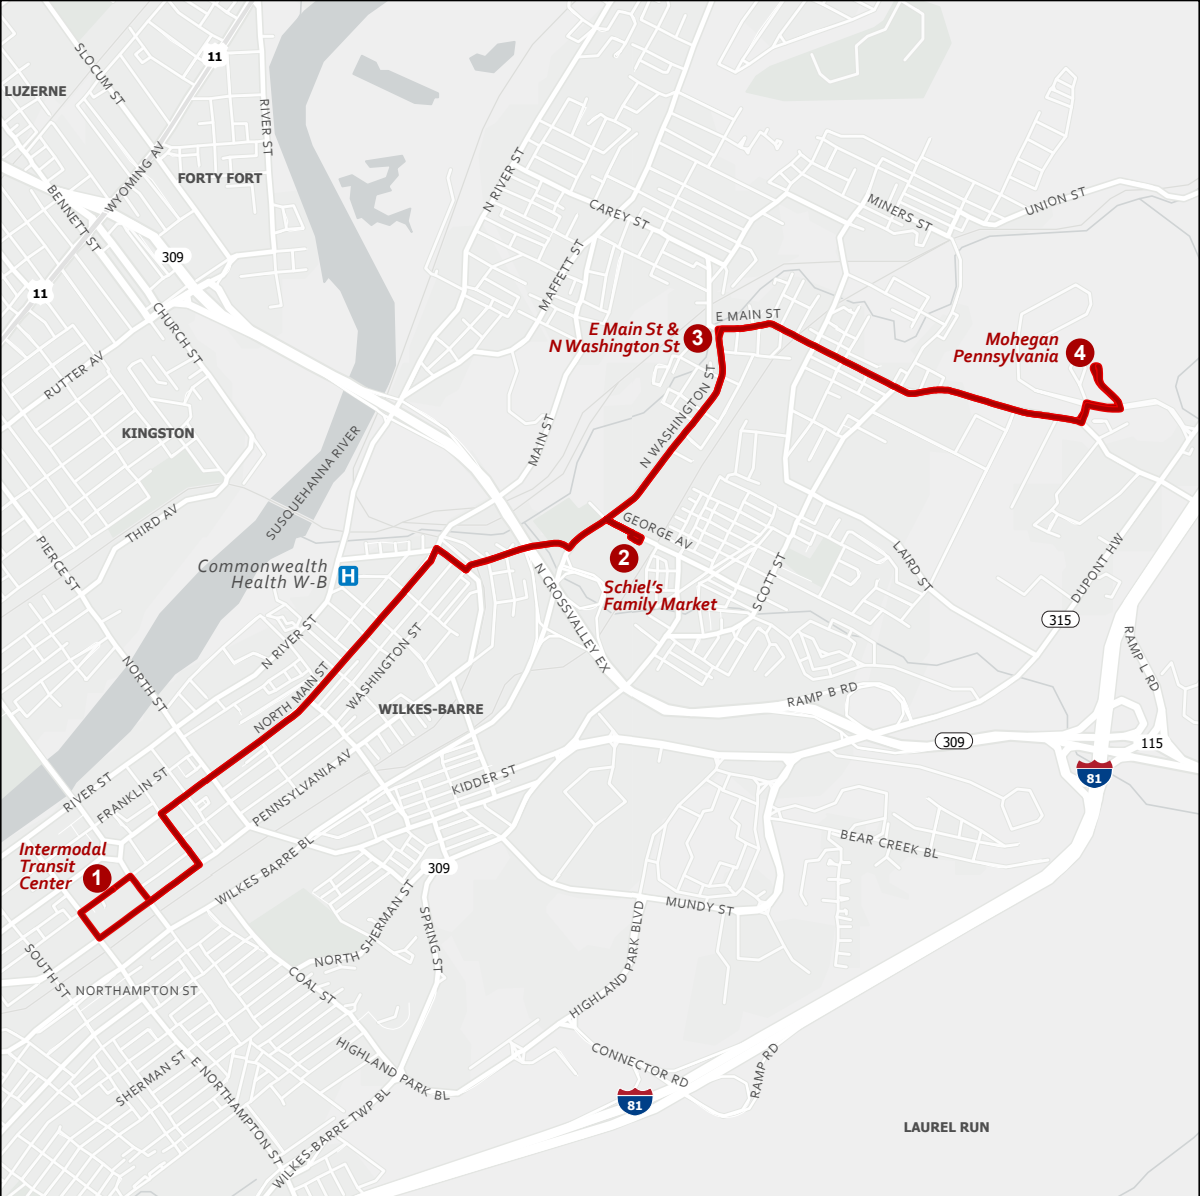 SLOCUM ST
11
LUZERNE
RIVER ST
WYOMING AV
FORTY FORT
N RIVER ST
BENNETT ST
CAREY ST
MINERS ST
UNION ST
309
MAFFETT ST
11
CHURCH ST
E MAIN ST
E Main St &
N Washington St
3
Mohegan
Pennsylvania
4
RUTTER AV
N WASHINGTON ST
KINGSTON
MAIN ST
SUSQUEHANNA RIVER
THIRD AV
GEORGE AV
2
Schiel's
Family Market
PIERCE ST
Commonwealth
Health W-B
H
N CROSSVALLEY EX
SCOTT ST
LAIRD ST
DUPONT HW
315
N RIVER ST
WASHINGTON ST
RAMP L RD
NORTH ST
NORTH MAIN ST
WILKES-BARRE
RAMP B RD
309
115
81
RIVER ST
FRANKLIN ST
PENNSYLVANIA AV
KIDDER ST
BEAR CREEK BL
Intermodal
Transit
Center
1
WILKES BARRE BL
309
MUNDY ST
NORTH SHERMAN ST
SPRING ST
HIGHLAND PARK BLVD
SOUTH ST
NORTHAMPTON ST
COAL ST
HIGHLAND PARK BL
CONNECTOR RD
RAMP RD
81
SHERMAN ST
E NORTHAMPTON ST
WILKES-BARRE TWP BL
LAUREL RUN